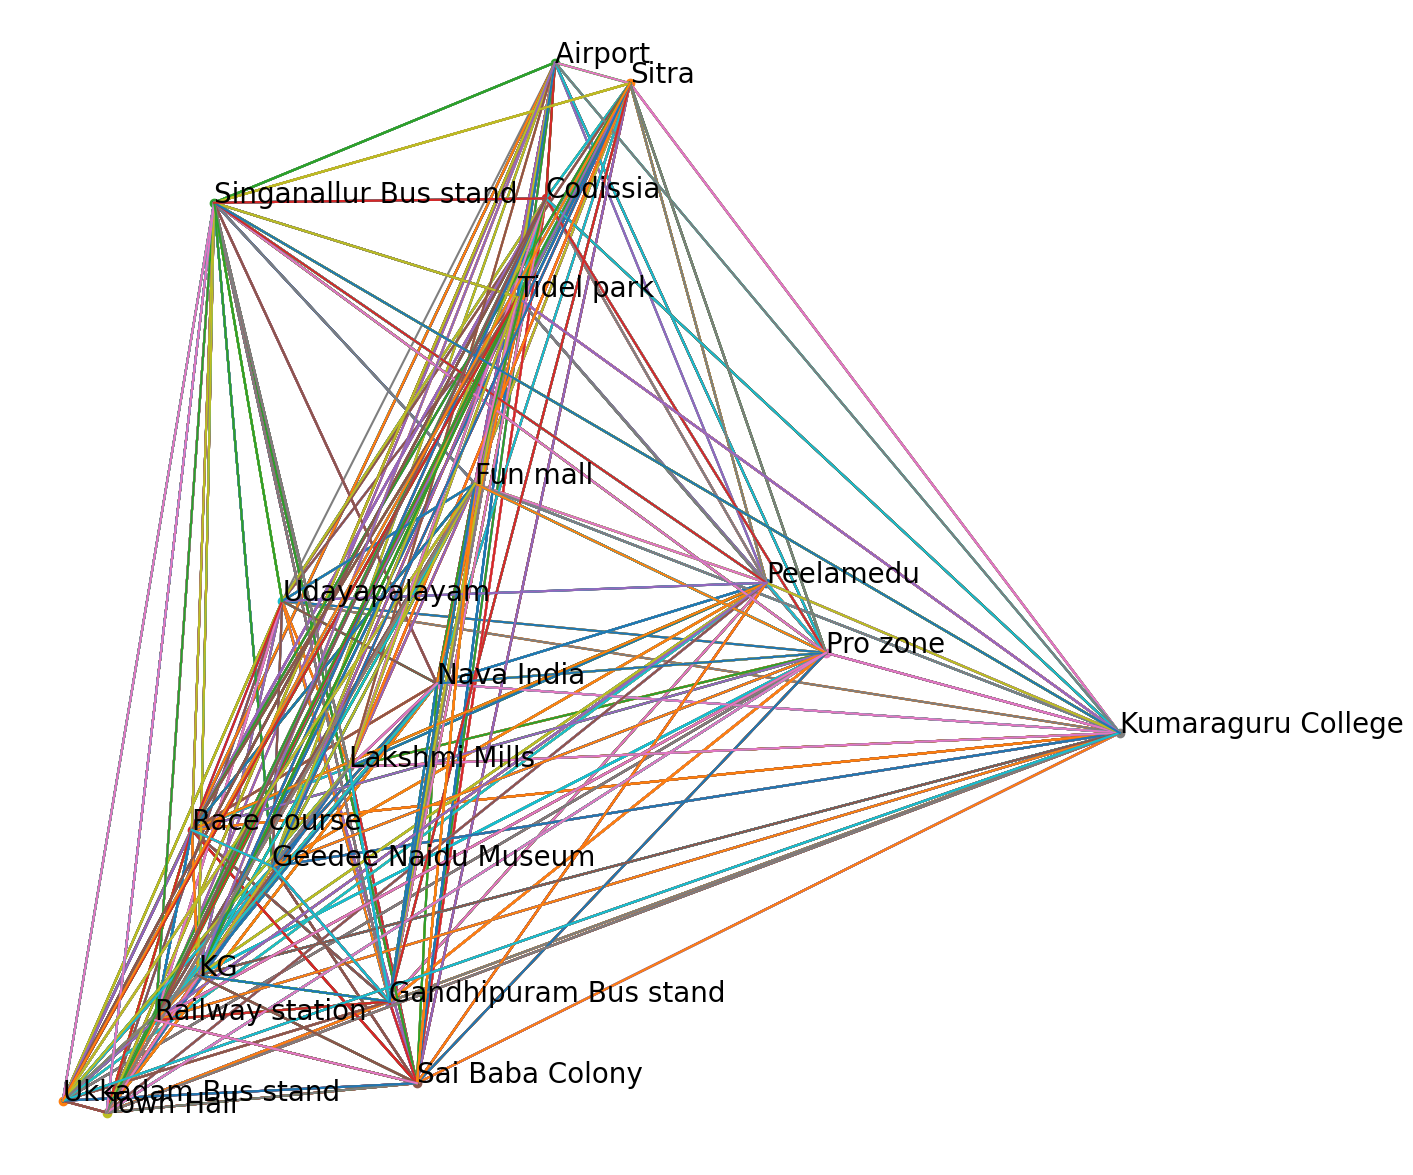 Airport
Sitra
Singanallur Bus stand
Codissia
Tidel park
Fun mall
Peelamedu
Udayapalayam
Pro zone
Nava India
Kumaraguru College
Lakshmi Mills
Race course
Geedee Naidu Museum
KG
Gandhipuram Bus stand
Railway station
Sai Baba Colony
Ukkadam Bus stand
Town Hall